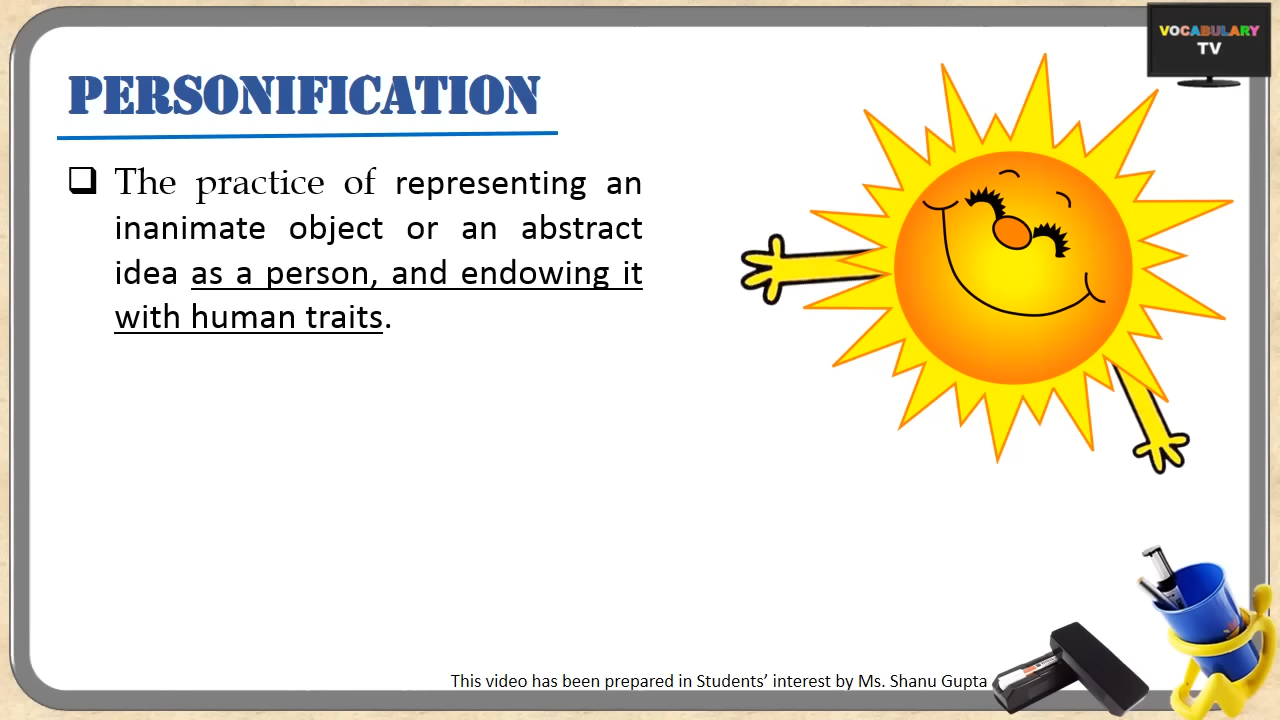 VOCABULARY
TV
PERSONIFICATION
The practice of representing an
inanimate object or an abstract
idea as a person, and endowing it
with human traits.
This video has been prepared in Students’ interest by Ms. Shanu Gupta